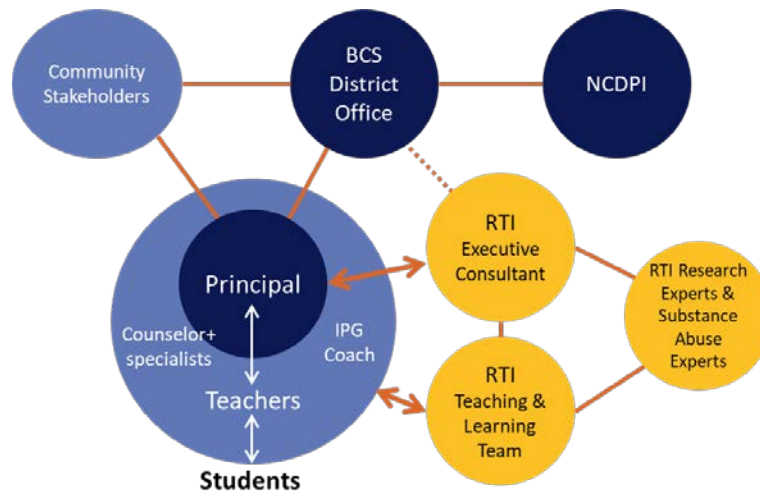 Community
Stakeholders
BCS
District
Office
NCDPI
RTI
Executive
Consultant
RTI Research
Experts &
Substance
Abuse
Experts
Principal
Counselor+
specialists
IPG
Coach
Teachers
RTI
Teaching &
Learning
Team
Students